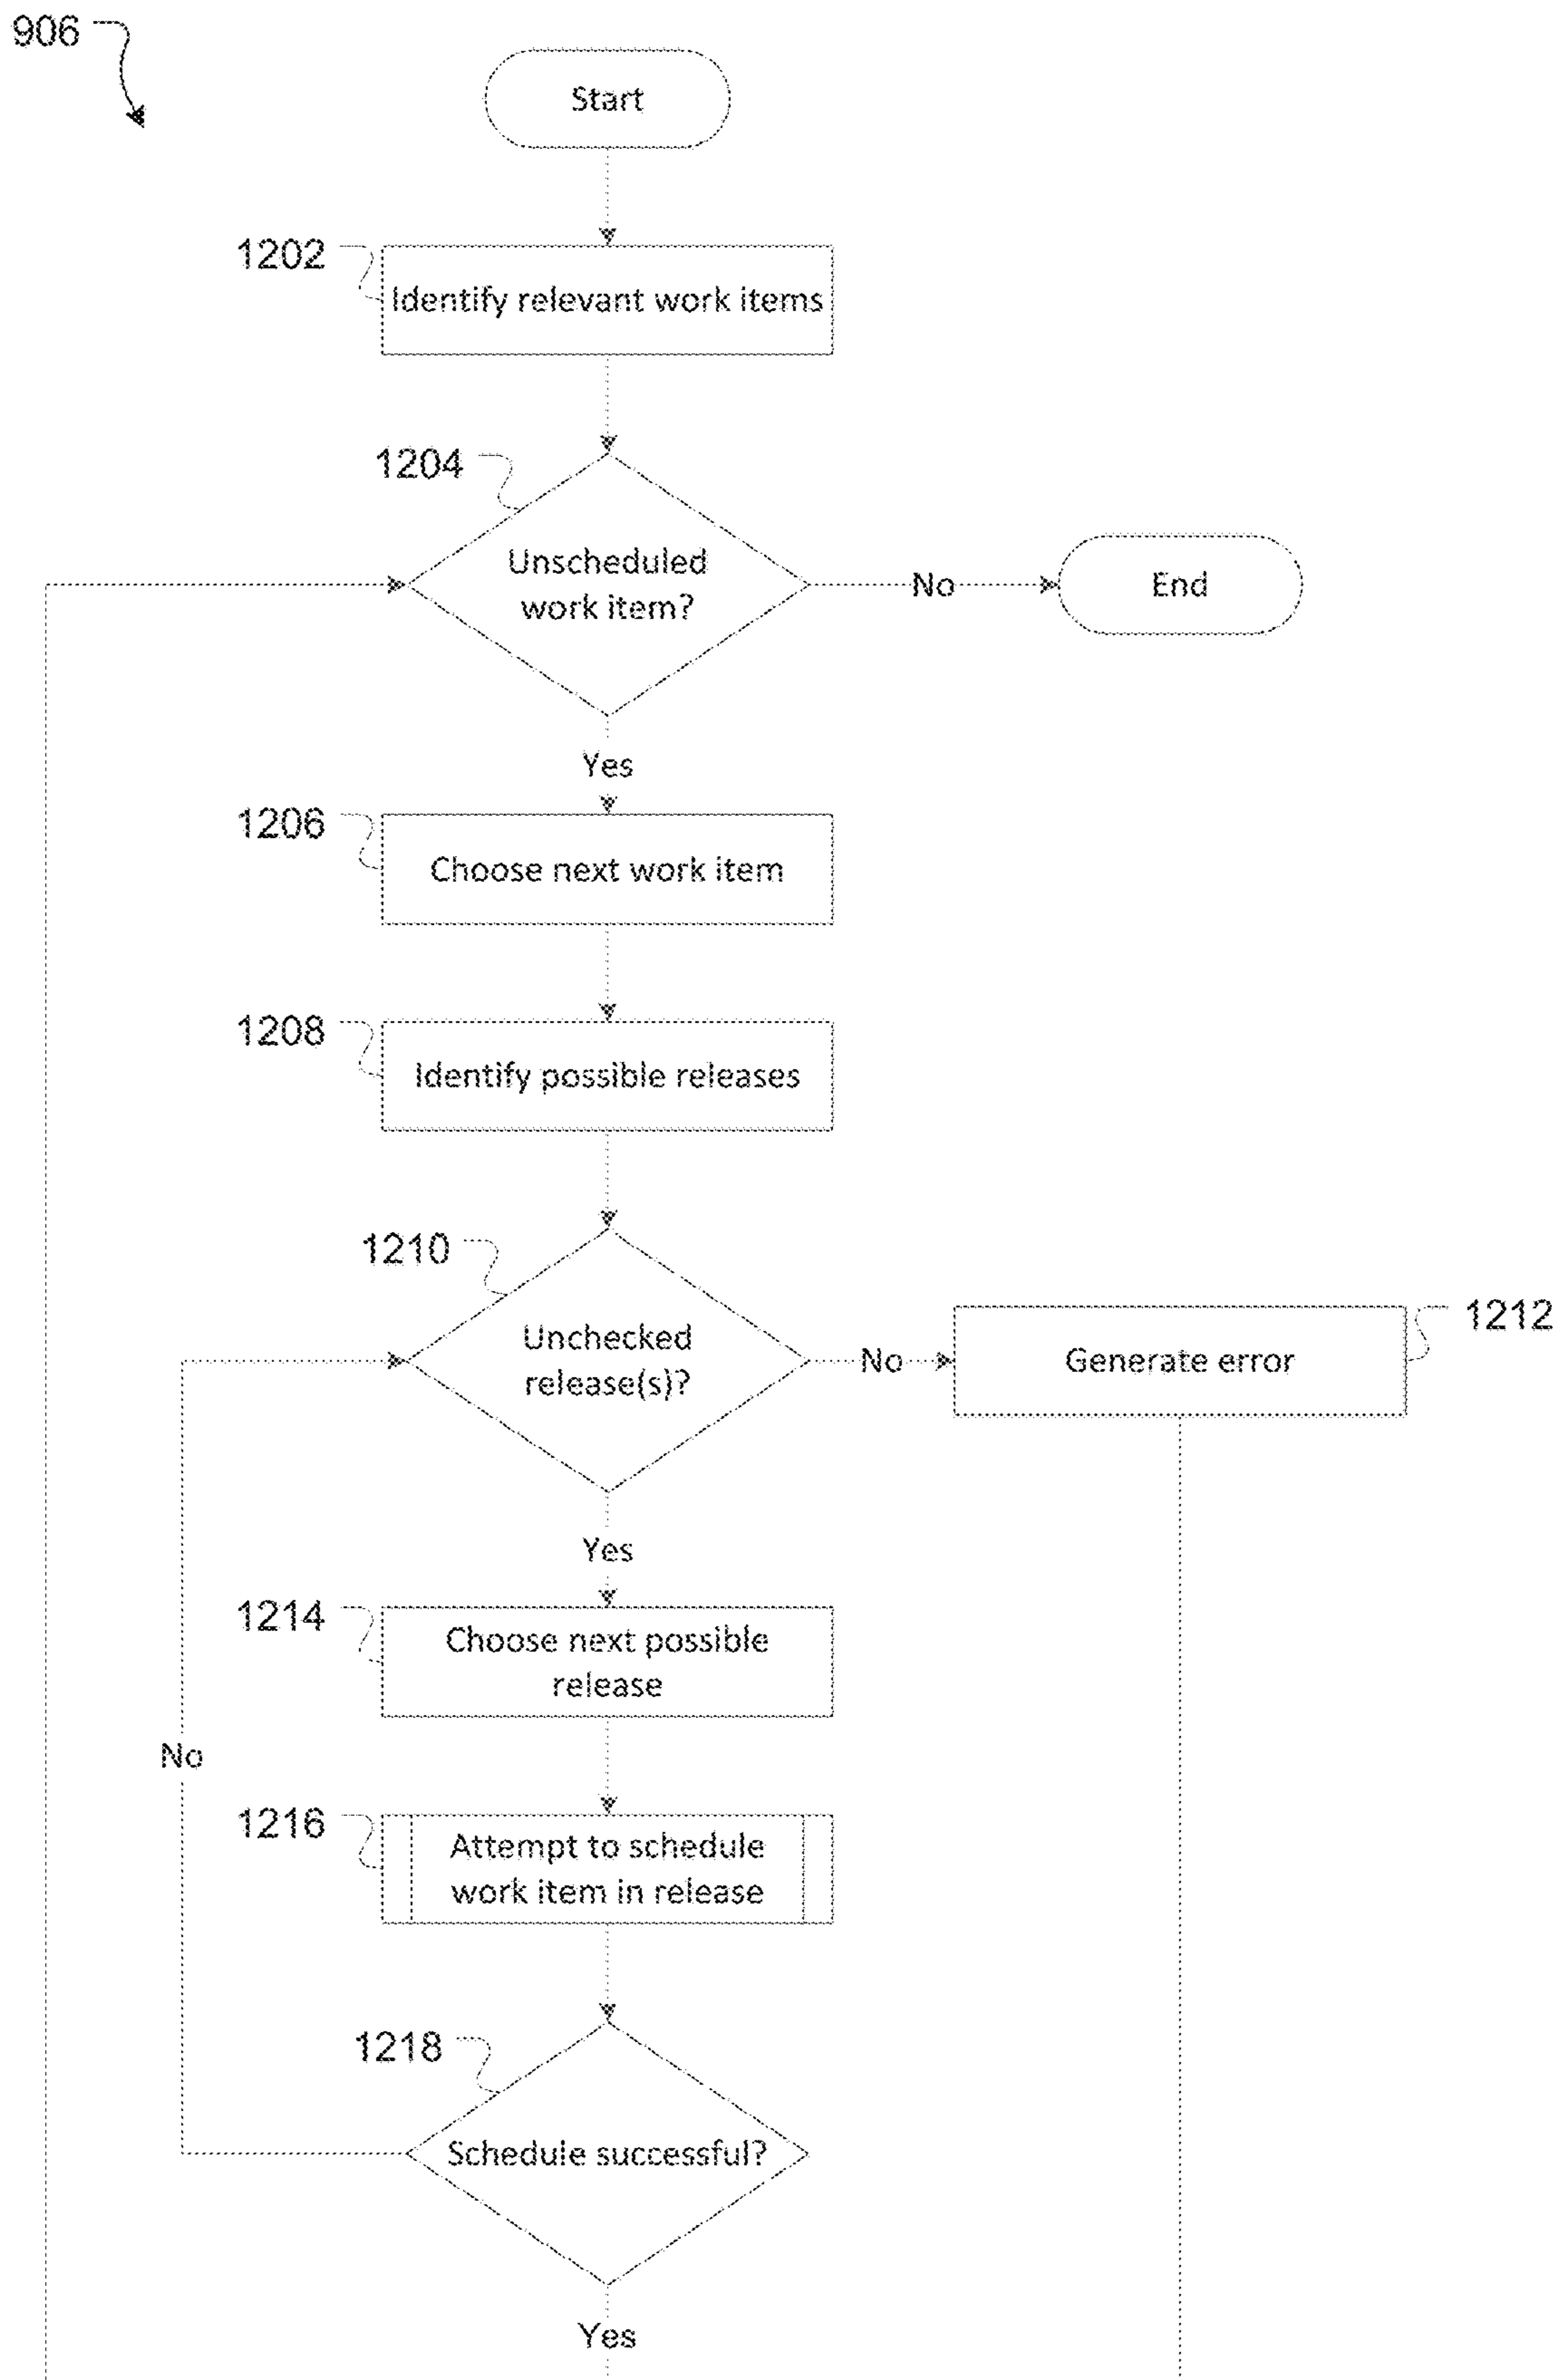 906
Start
1202
Identify relevant work items
1204
Unscheduled
work item?
No
End
Yes
1206
Choose next work item
1208
Identify possible releases
1210
Unchecked
release(s)?
No
Generate error
1212
Yes
1214
Choose next possible
release
No
1216
Attempt to schedule
work item in release
1218
Schedule successful?
Yes